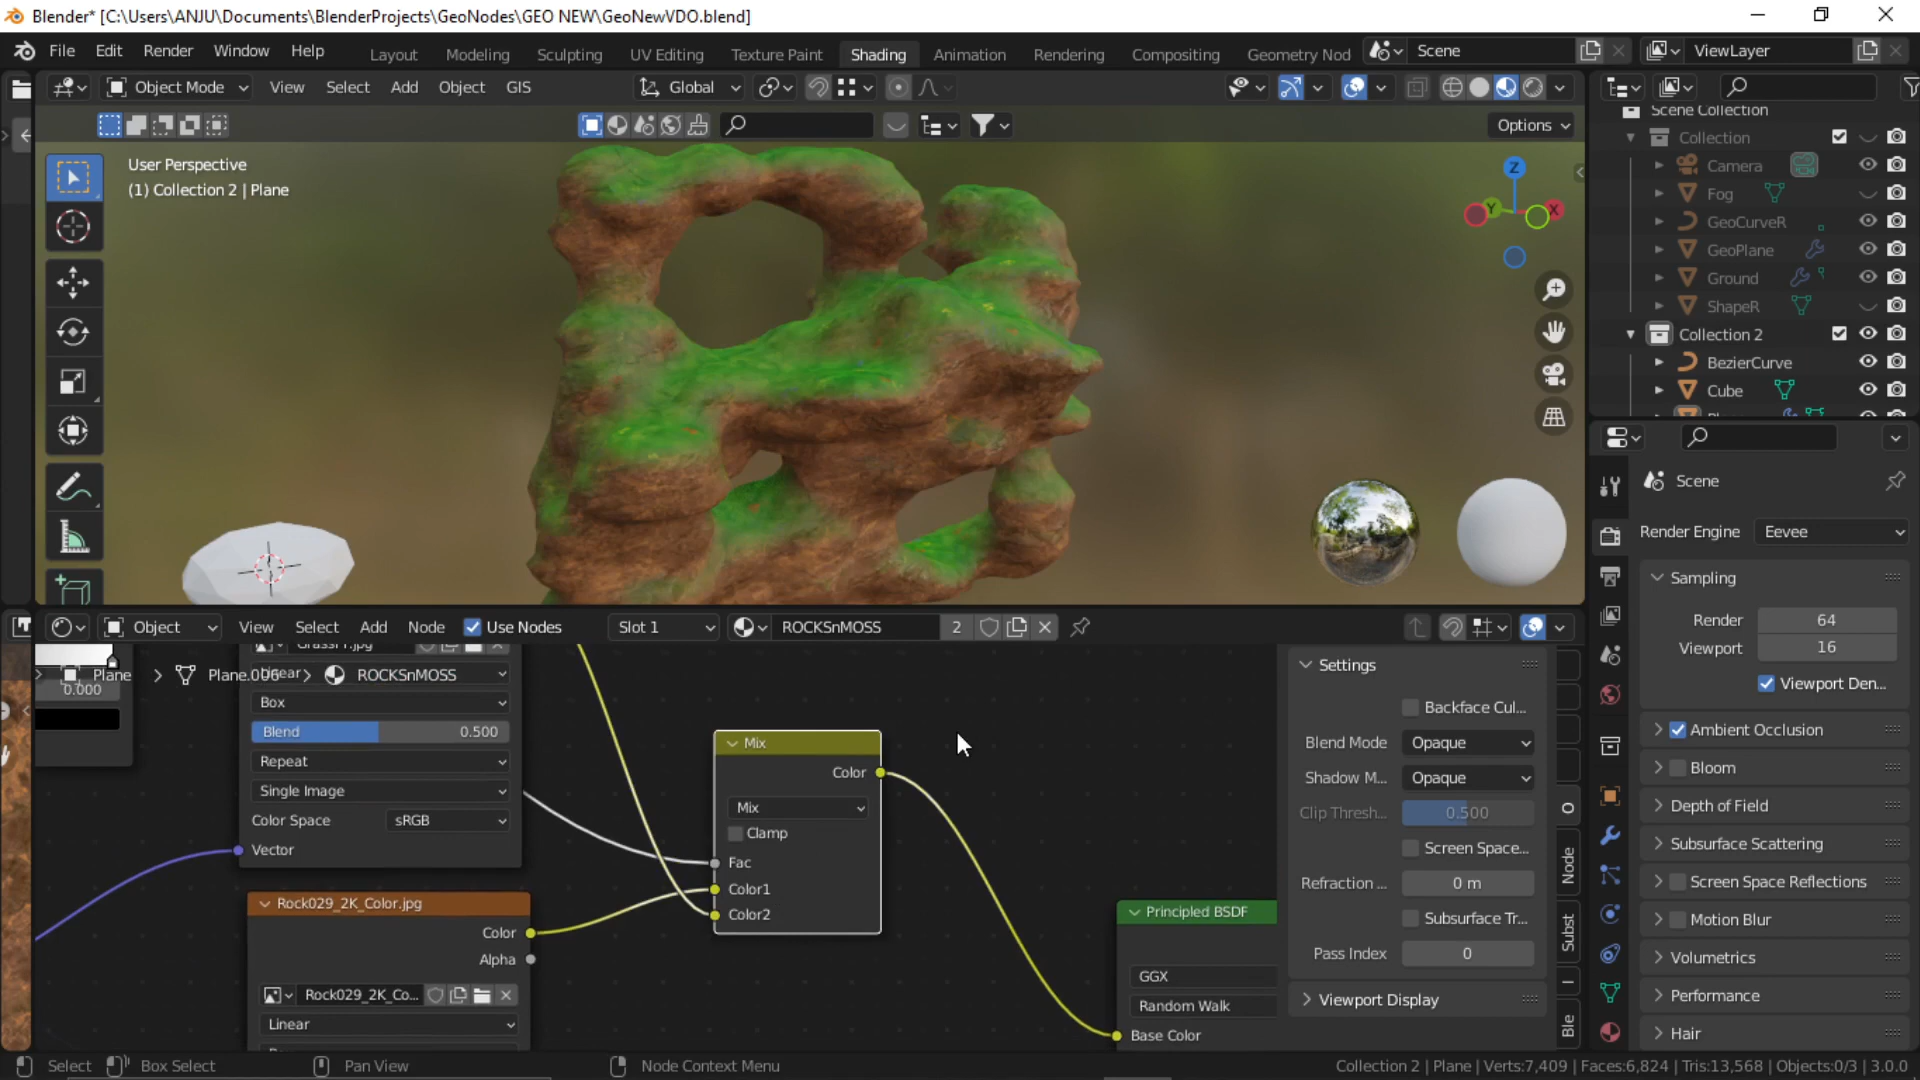 Blender* [C:\Users\ANJU\Documents\BlenderProjects\GeoNodes\GEO NEW\GeoNewVDO.blend]
File Edit Render Window Help Layout Modeling Sculpting UV Editing Texture Paint Shading Animation Rendering Compositing Geometry Nod Scene ViewLayer
Object Mode View Select Add Object GIS Global
Options
User Perspective
(1) Collection 2 | Plane
Z
Y
X
Scene Collection
Collection
Camera
Fog
GeoCurveR
GeoPlane
Ground
ShapeR
Collection 2
BezierCurve
Cube
Scene
Render Engine Eevee
Sampling
Render 64
Viewport 16
Viewport Den...
Ambient Occlusion
Bloom
Depth of Field
Subsurface Scattering
Screen Space Reflections
Motion Blur
Volumetrics
Performance
Hair
Object View Select Add Node Use Nodes Slot 1 ROCKSnMOSS 2
Plane > Plane.006 > ROCKSnMOSS
0.000
Linear
Box
Blend 0.500
Repeat
Single Image
Color Space sRGB
Vector
Rock029_2K_Color.jpg
Color
Alpha
Rock029_2K_Co...
Linear
Mix
Color
Mix
Clamp
Fac
Color1
Color2
Principled BSDF
GGX
Random Walk
Base Color
Settings
Backface Cul...
Blend Mode Opaque
Shadow M... Opaque
Clip Thresh... 0.500
Screen Space...
Refraction ... 0 m
Subsurface Tr...
Pass Index 0
Viewport Display
O
Node
Subst
I
Ble
Select Box Select Pan View Node Context Menu Collection 2 | Plane | Verts:7,409 | Faces:6,824 | Tris:13,568 | Objects:0/3 | 3.0.0